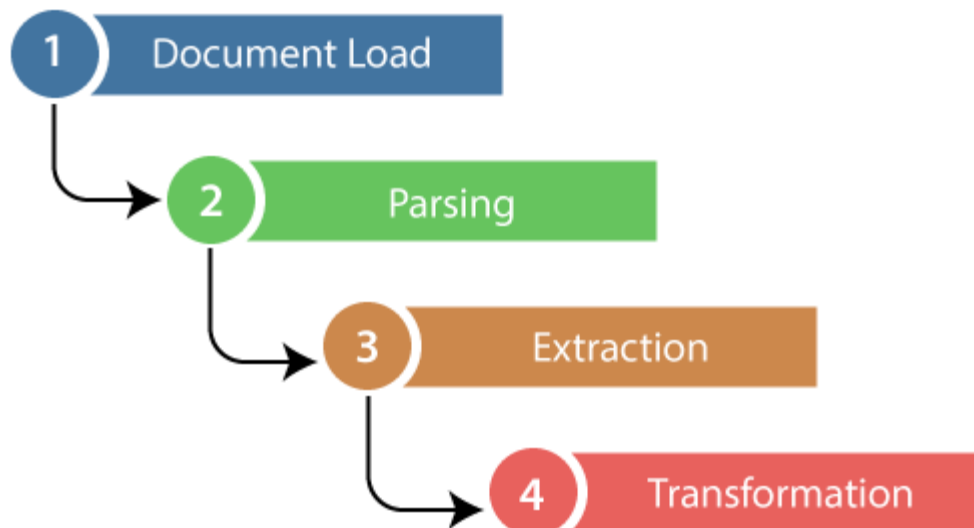 1 Document Load
2 Parsing
3 Extraction
4 Transformation